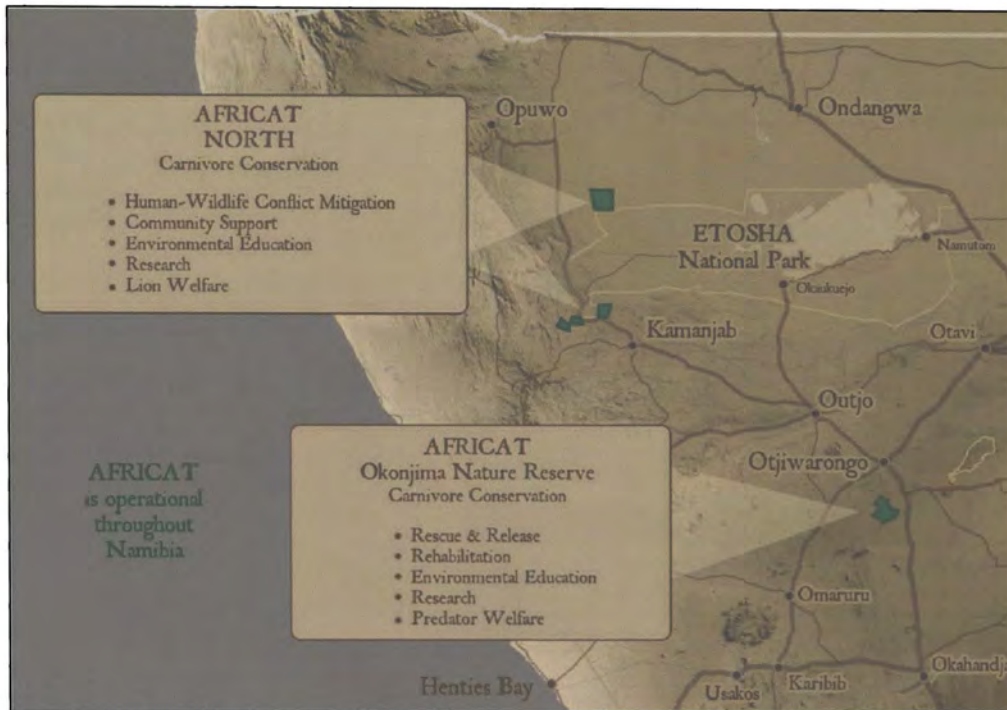 AFRICAT
NORTH
Carnivore Conservation
• Human-Wildlife Conflict Mitigation
• Community Support
• Environmental Education
• Research
• Lion Welfare
Opuwo
Ondangwa
ETOSHA
National Park
Namutoni
Okaukuejo
Kamanjab
Otavi
Outjo
Otjiwarongo
AFRICAT
Okonjima Nature Reserve
Carnivore Conservation
• Rescue & Release
• Rehabilitation
• Environmental Education
• Research
• Predator Welfare
AFRICAT
is operational
throughout
Namibia
Omaruru
Henties Bay
Usakos
Karibib
Okahandja